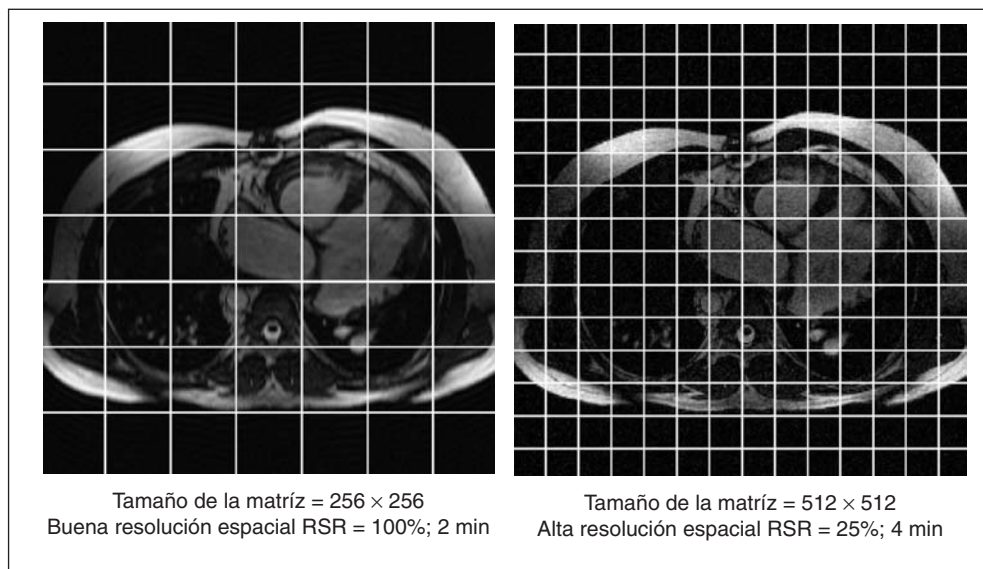 Tamaño de la matríz = 256 × 256
Buena resolución espacial RSR = 100%; 2 min
Tamaño de la matríz = 512 × 512
Alta resolución espacial RSR = 25%; 4 min